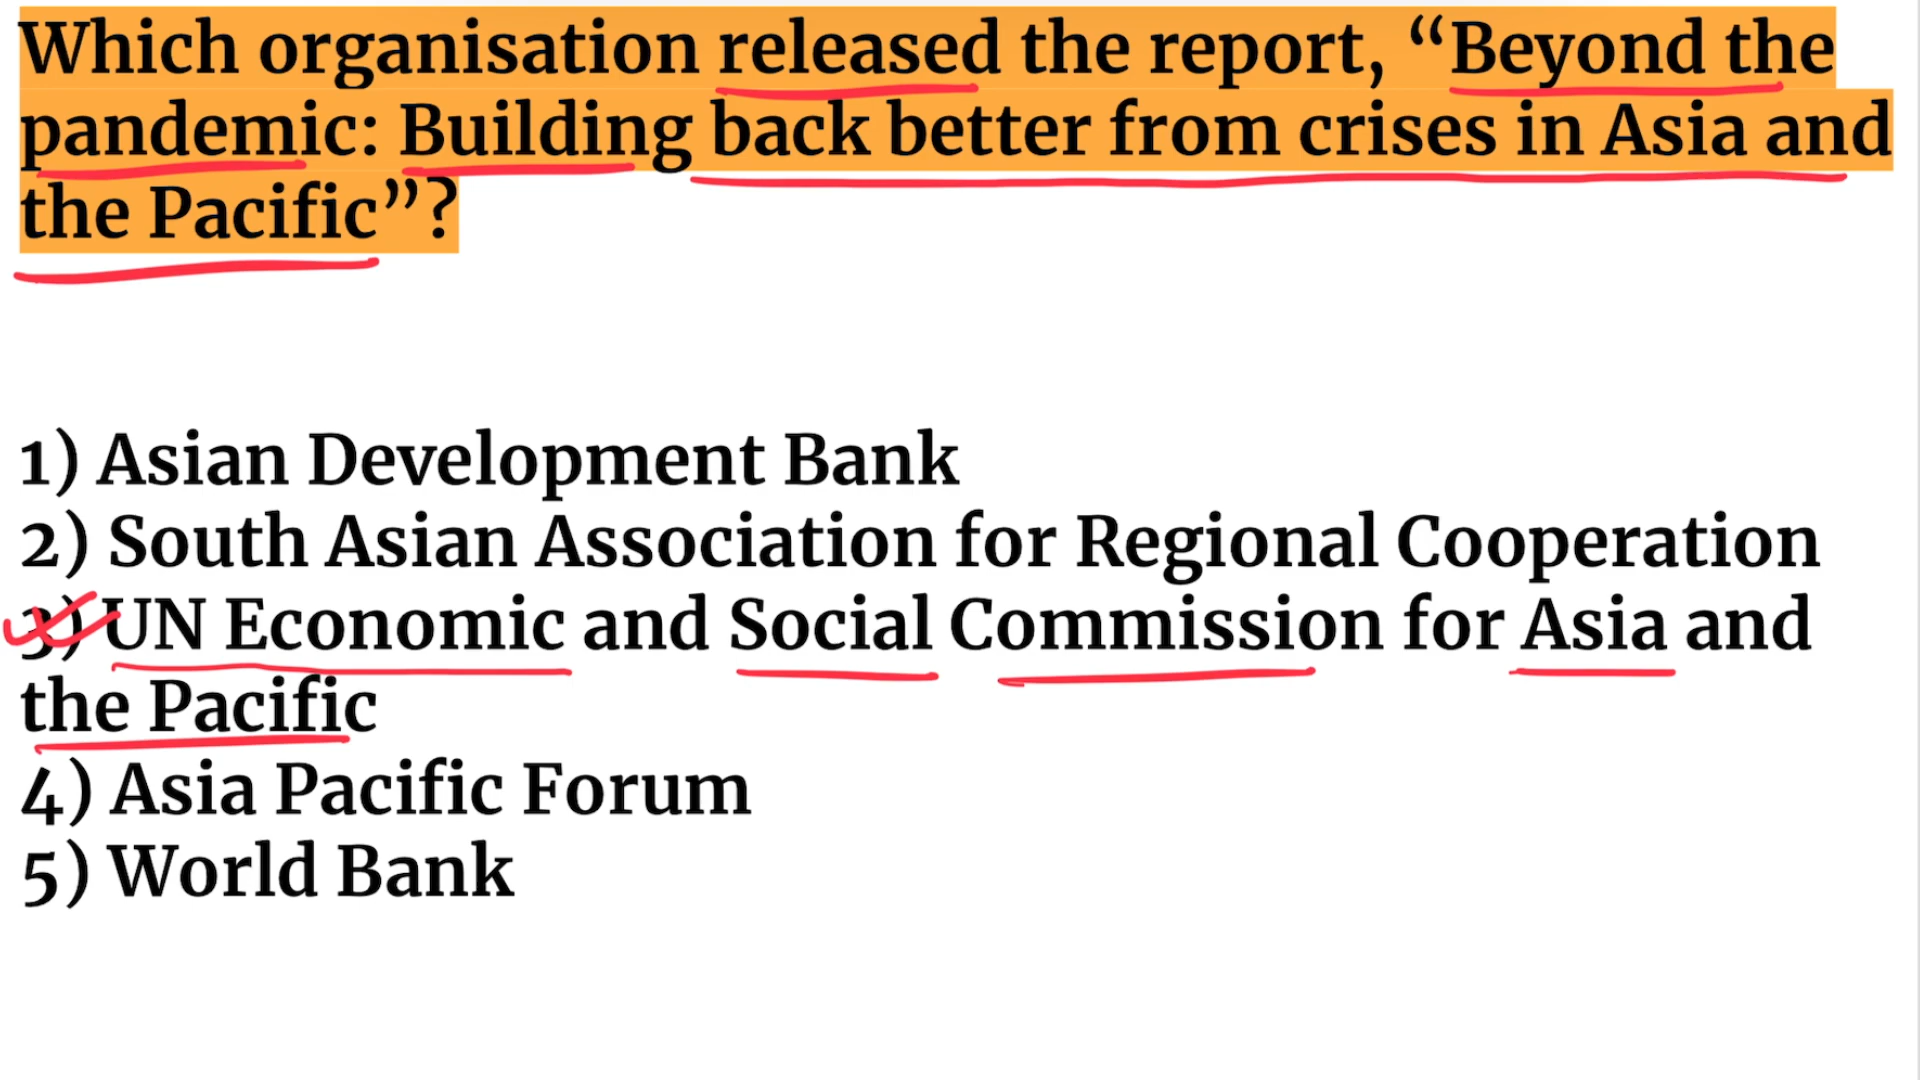 Which organisation released the report, “Beyond the
pandemic: Building back better from crises in Asia and
the Pacific”?
1) Asian Development Bank
2) South Asian Association for Regional Cooperation
3) UN Economic and Social Commission for Asia and
the Pacific
4) Asia Pacific Forum
5) World Bank